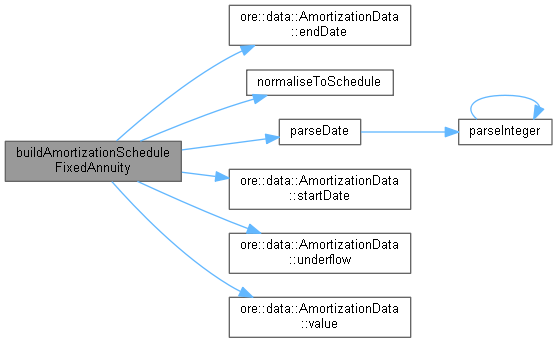 ore::data::AmortizationData
::endDate
normaliseToSchedule
buildAmortizationSchedule
FixedAnnuity
parseDate
parseInteger
ore::data::AmortizationData
::startDate
ore::data::AmortizationData
::underflow
ore::data::AmortizationData
::value